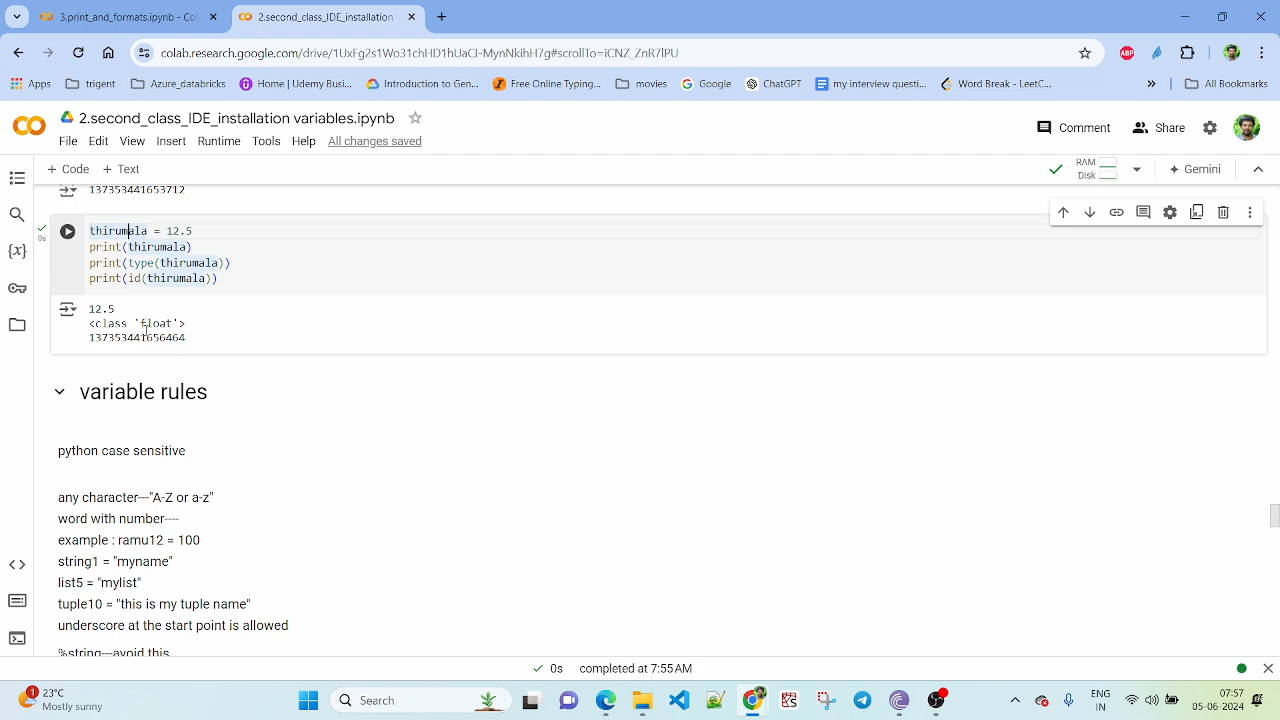 3.print_and_formats.ipynb - Col
2.second_class_IDE_installation
colab.research.google.com/drive/1UxFg2s1Wo31chHD1hUaCl-MynNkihH7g#scrollTo=iCNZ_ZnR7lPU
Apps
trigent
Azure_databricks
Home | Udemy Busi...
Introduction to Gen...
Free Online Typing...
movies
Google
ChatGPT
my interview questi...
Word Break - LeetC...
All Bookmarks
2.second_class_IDE_installation variables.ipynb
Comment
Share
File Edit View Insert Runtime Tools Help All changes saved
+ Code + Text
RAM
Disk
Gemini
137353441653712
0s
thirumala = 12.5
print(thirumala)
print(type(thirumala))
print(id(thirumala))
12.5
<class 'float'>
137353441656464
variable rules
python case sensitive
any character---"A-Z or a-z"
word with number----
example : ramu12 = 100
string1 = "myname"
list5 = "mylist"
tuple10 = "this is my tuple name"
underscore at the start point is allowed
%string---avoid this
0s completed at 7:55 AM
1
23°C
Mostly sunny
Search
ENG
IN
07:57
05-06-2024